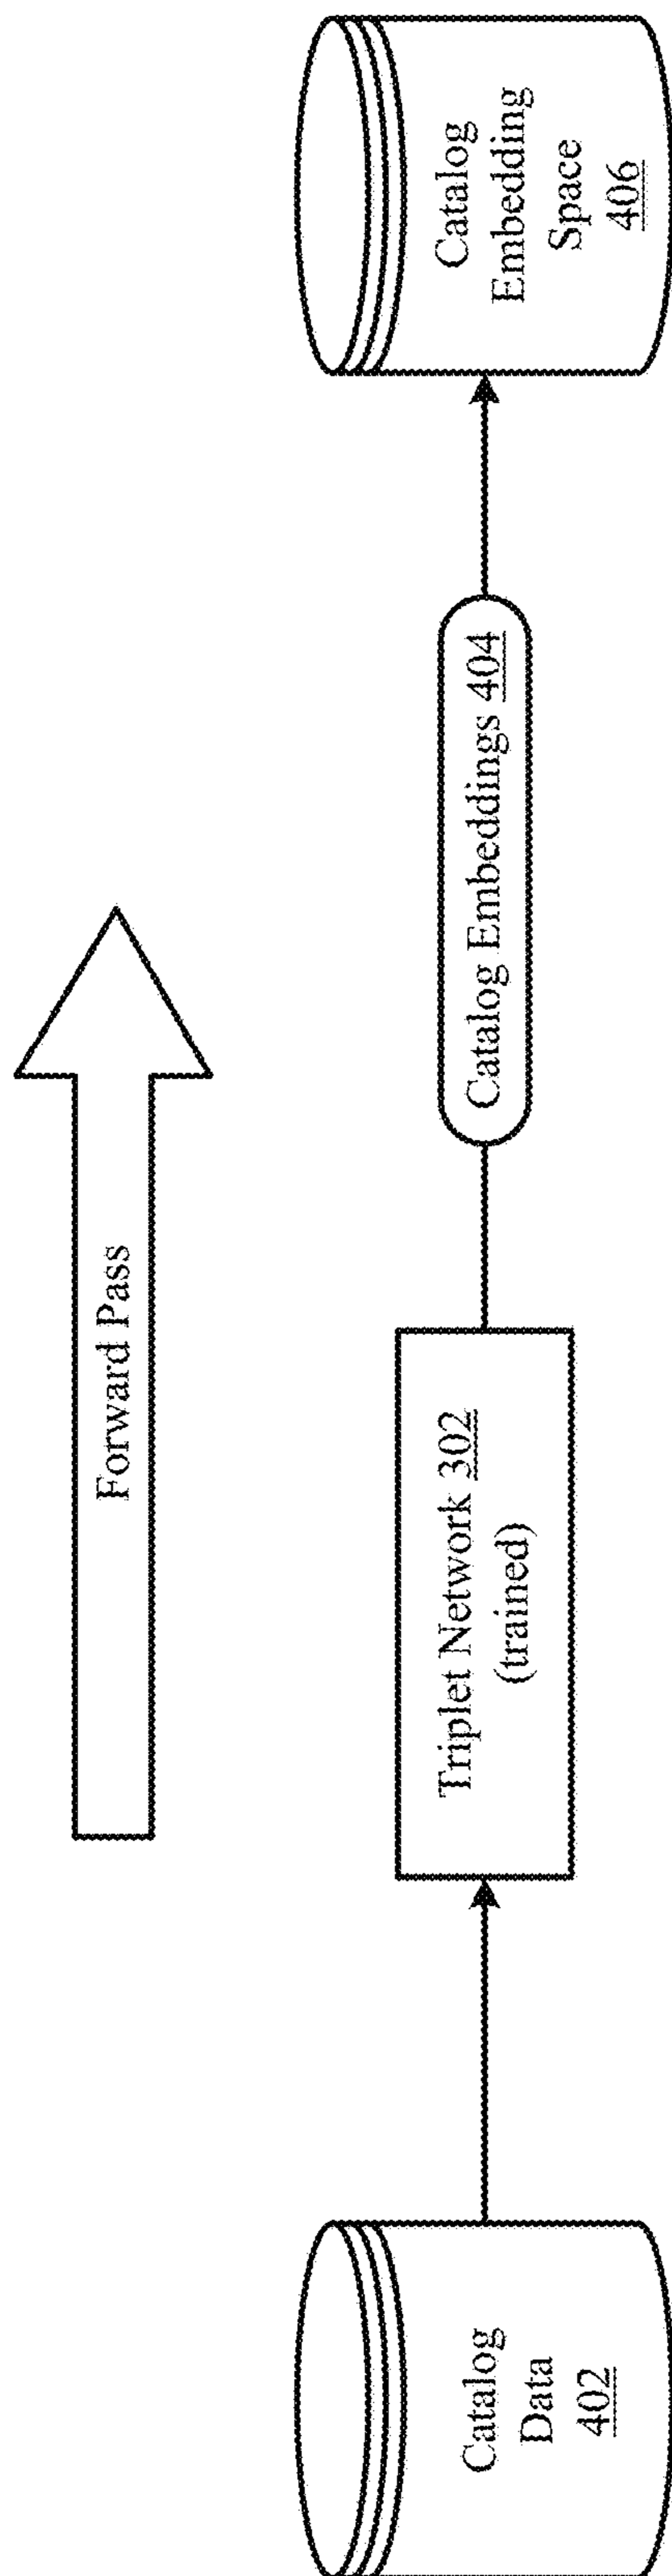 Forward Pass
Catalog
Data
402
Triplet Network 302
(trained)
Catalog Embeddings 404
Catalog
Embedding
Space
406